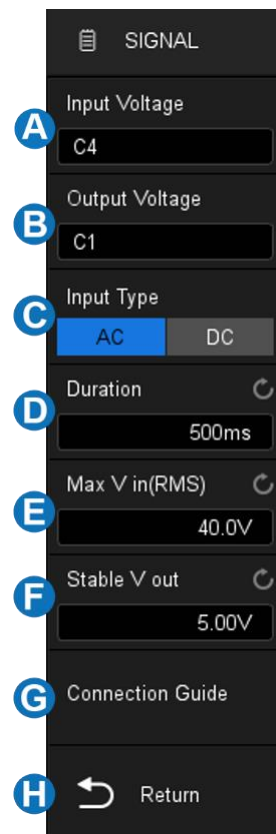 SIGNAL
Input Voltage
A
C4
Output Voltage
B
C1
Input Type
C
AC DC
Duration
D
500ms
Max V in(RMS)
E
40.0V
Stable V out
F
5.00V
G Connection Guide
H Return